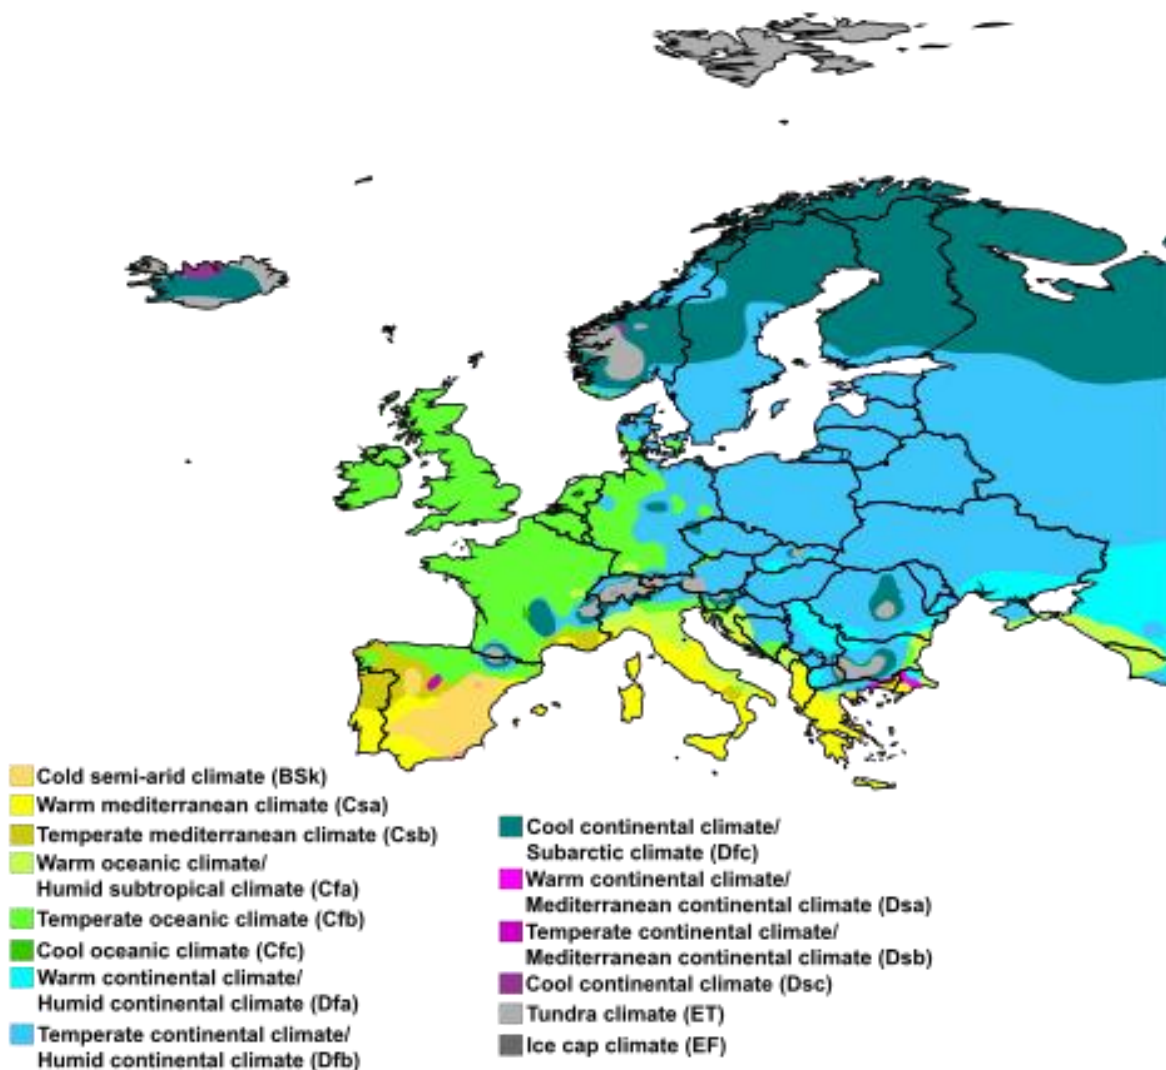 Cold semi-arid climate (BSk)
Warm mediterranean climate (Csa)
Temperate mediterranean climate (Csb)
Warm oceanic climate/
Humid subtropical climate (Cfa)
Temperate oceanic climate (Cfb)
Cool oceanic climate (Cfc)
Warm continental climate/
Humid continental climate (Dfa)
Temperate continental climate/
Humid continental climate (Dfb)
Cool continental climate/
Subarctic climate (Dfc)
Warm continental climate/
Mediterranean continental climate (Dsa)
Temperate continental climate/
Mediterranean continental climate (Dsb)
Cool continental climate (Dsc)
Tundra climate (ET)
Ice cap climate (EF)